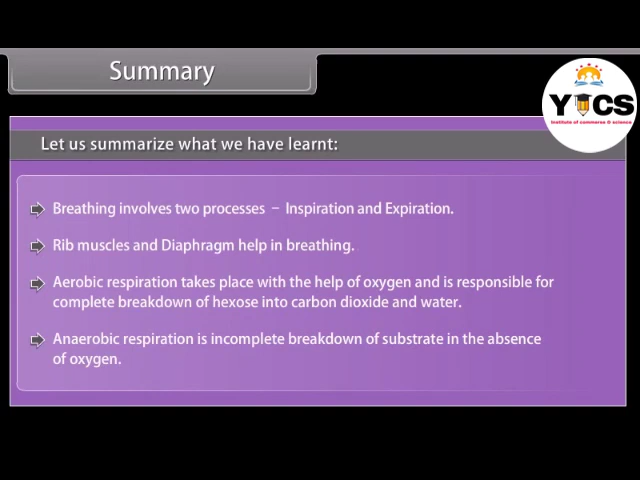 Summary
YICS
Institute of commerce & science
Let us summarize what we have learnt:
Breathing involves two processes – Inspiration and Expiration.
Rib muscles and Diaphragm help in breathing.
Aerobic respiration takes place with the help of oxygen and is responsible for
complete breakdown of hexose into carbon dioxide and water.
Anaerobic respiration is incomplete breakdown of substrate in the absence
of oxygen.